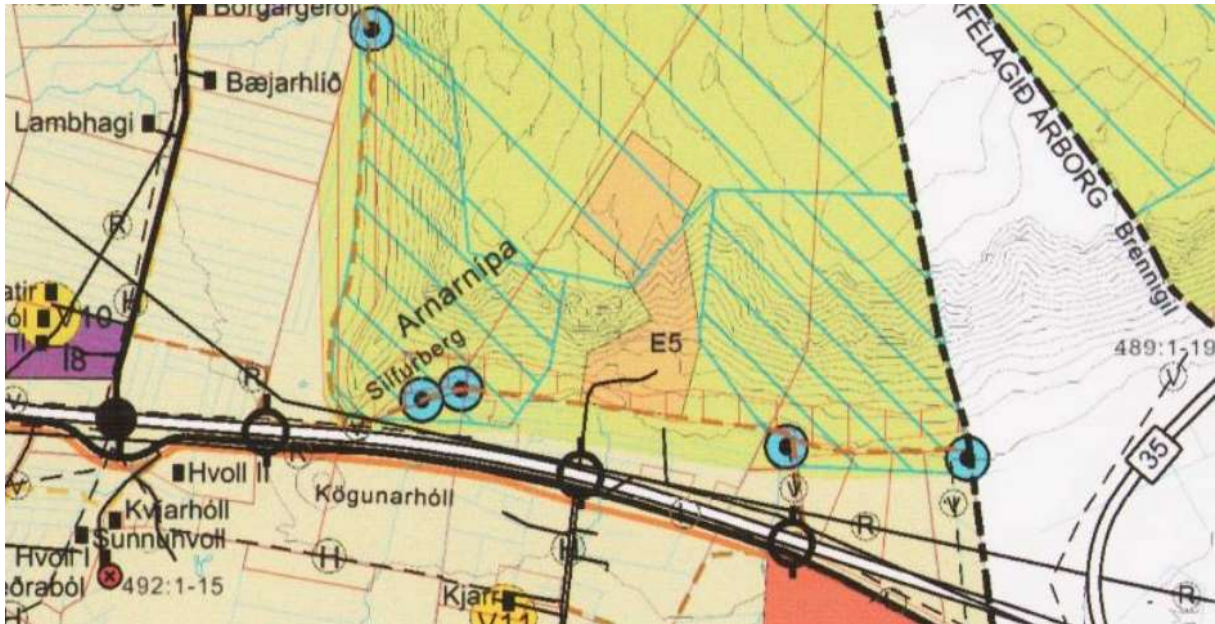 Borgargerði
Bæjarhlíð
Lambhagi
R
H
V10
I8
R
Arnarnípa
Silfurberg
E5
FÉLAGIÐ ÁRBORG
Brennigil
489:1-19
35
Hvoll II
Kögunarhóll
Kvíarhóll
Sunnuhvoll
Hvoll I
492:1-15
H
H
Kjarr
V11
L
V
R
R